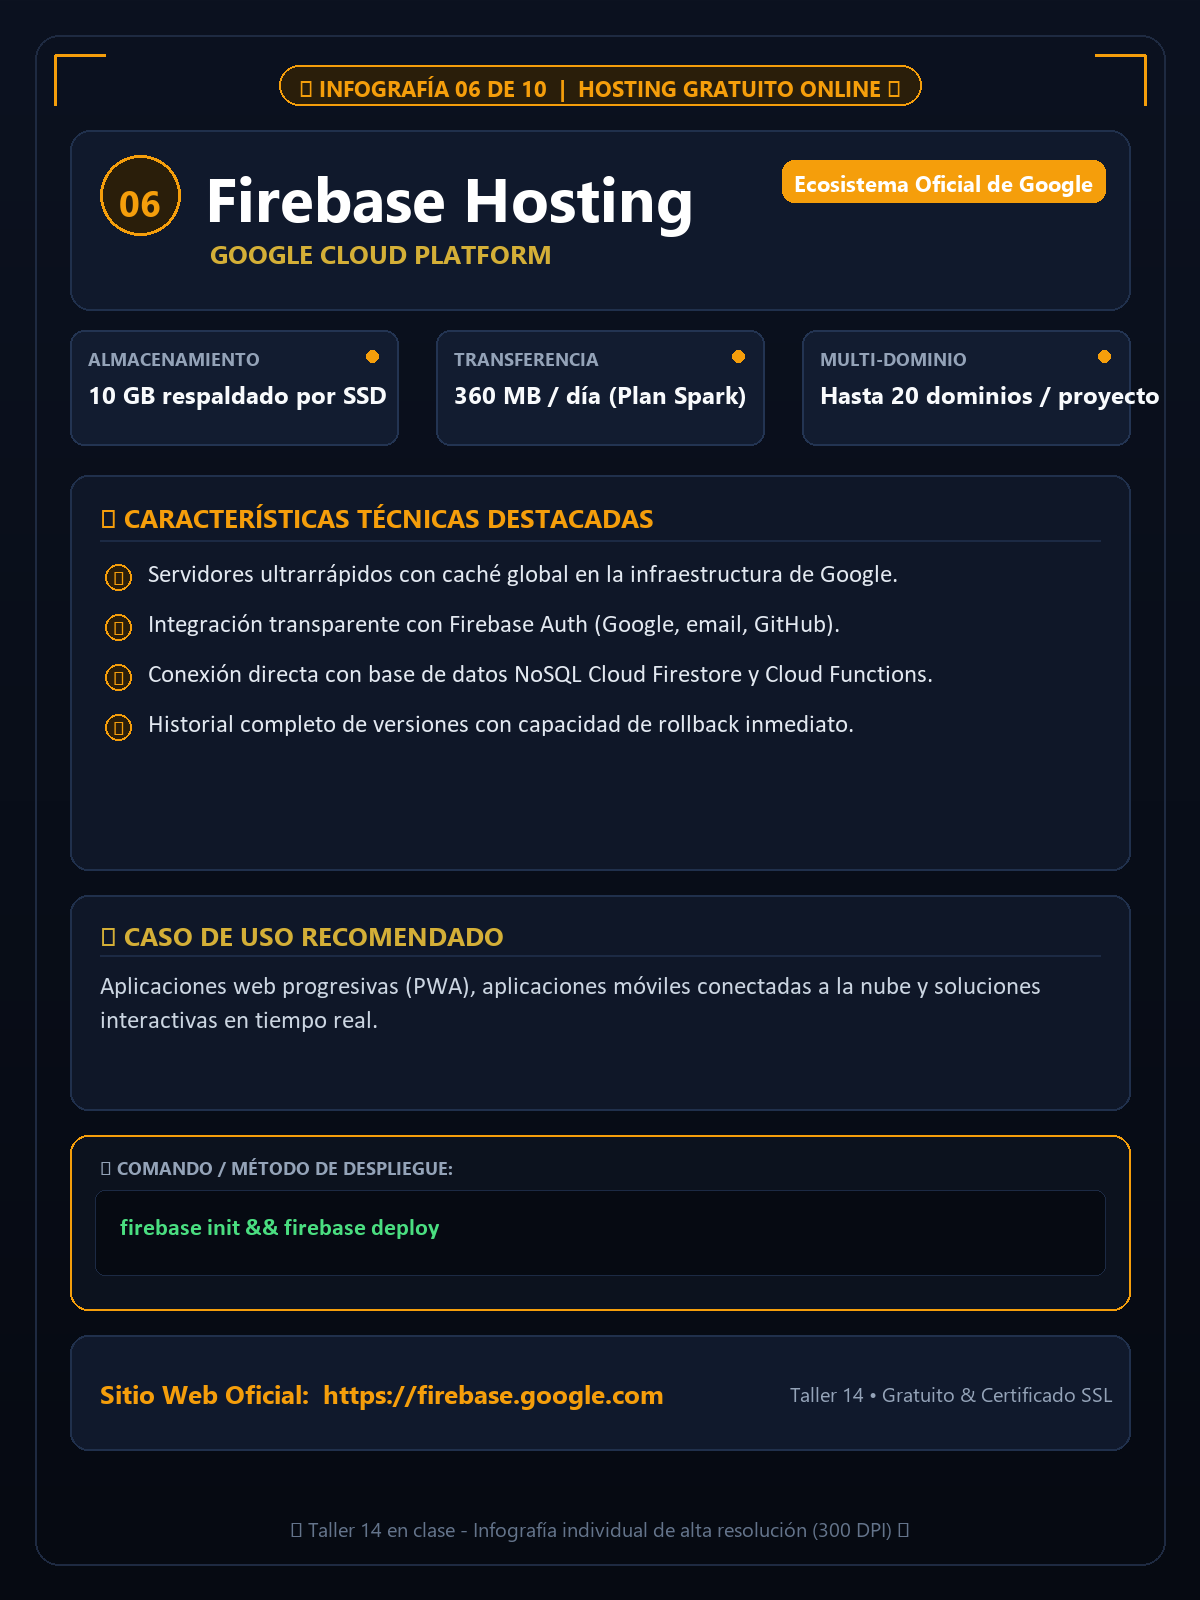 INFOGRAFÍA 06 DE 10 | HOSTING GRATUITO ONLINE
06
Firebase Hosting
Ecosistema Oficial de Google
GOOGLE CLOUD PLATFORM
ALMACENAMIENTO
10 GB respaldado por SSD
TRANSFERENCIA
360 MB / día (Plan Spark)
MULTI-DOMINIO
Hasta 20 dominios / proyecto
CARACTERÍSTICAS TÉCNICAS DESTACADAS
Servidores ultrarrápidos con caché global en la infraestructura de Google.
Integración transparente con Firebase Auth (Google, email, GitHub).
Conexión directa con base de datos NoSQL Cloud Firestore y Cloud Functions.
Historial completo de versiones con capacidad de rollback inmediato.
CASO DE USO RECOMENDADO
Aplicaciones web progresivas (PWA), aplicaciones móviles conectadas a la nube y soluciones
interactivas en tiempo real.
COMANDO / MÉTODO DE DESPLIEGUE:
firebase init && firebase deploy
Sitio Web Oficial: https://firebase.google.com
Taller 14 • Gratuito & Certificado SSL
Taller 14 en clase - Infografía individual de alta resolución (300 DPI)